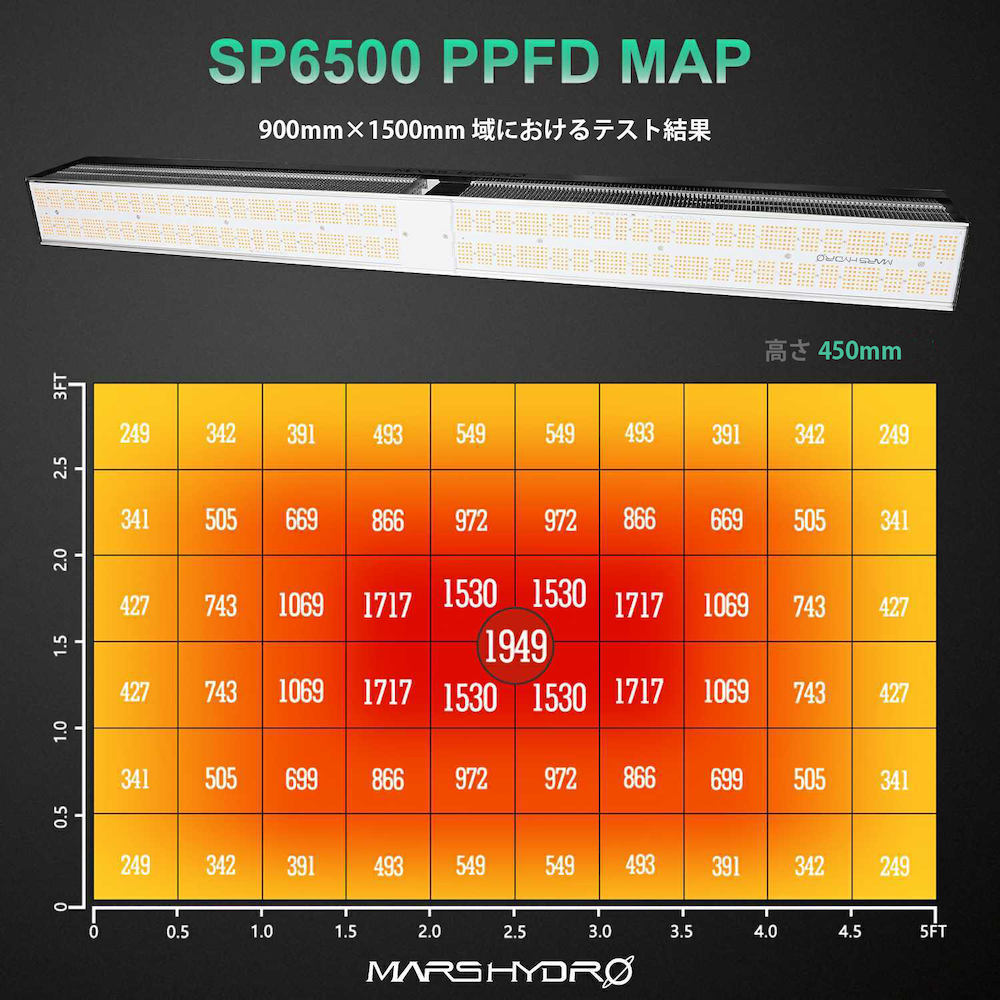 SP6500 PPFD MAP
900mm×1500mm 域におけるテスト結果
MARS HYDRO
MARS HYDRO
高さ 450mm
3FT
249 342 391 493 549 549 493 391 342 249
2.5
341 505 669 866 972 972 866 669 505 341
2.0
427 743 1069 1717 1530 1530 1717 1069 743 427
1.5
1949
427 743 1069 1717 1530 1530 1717 1069 743 427
1.0
341 505 699 866 972 972 866 699 505 341
0.5
249 342 391 493 549 549 493 391 342 249
0
0 0.5 1.0 1.5 2.0 2.5 3.0 3.5 4.0 4.5 5FT
MARS HYDRO